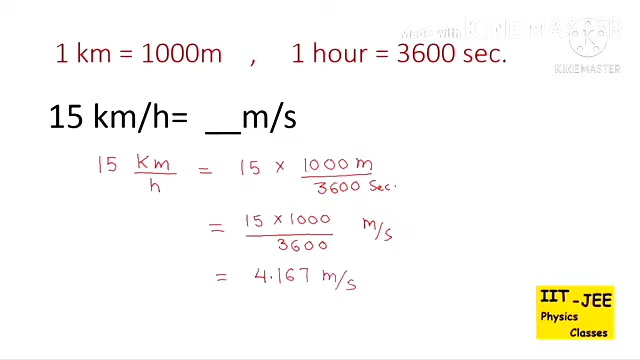 Made with KINEMASTER
KINEMASTER
1 km = 1000m , 1 hour = 3600 sec.
15 km/h= __m/s
15 Km/h = 15 × 1000 m/3600 Sec.
= 15 × 1000/3600 m/s
= 4.167 m/s
IIT-JEE
Physics
Classes